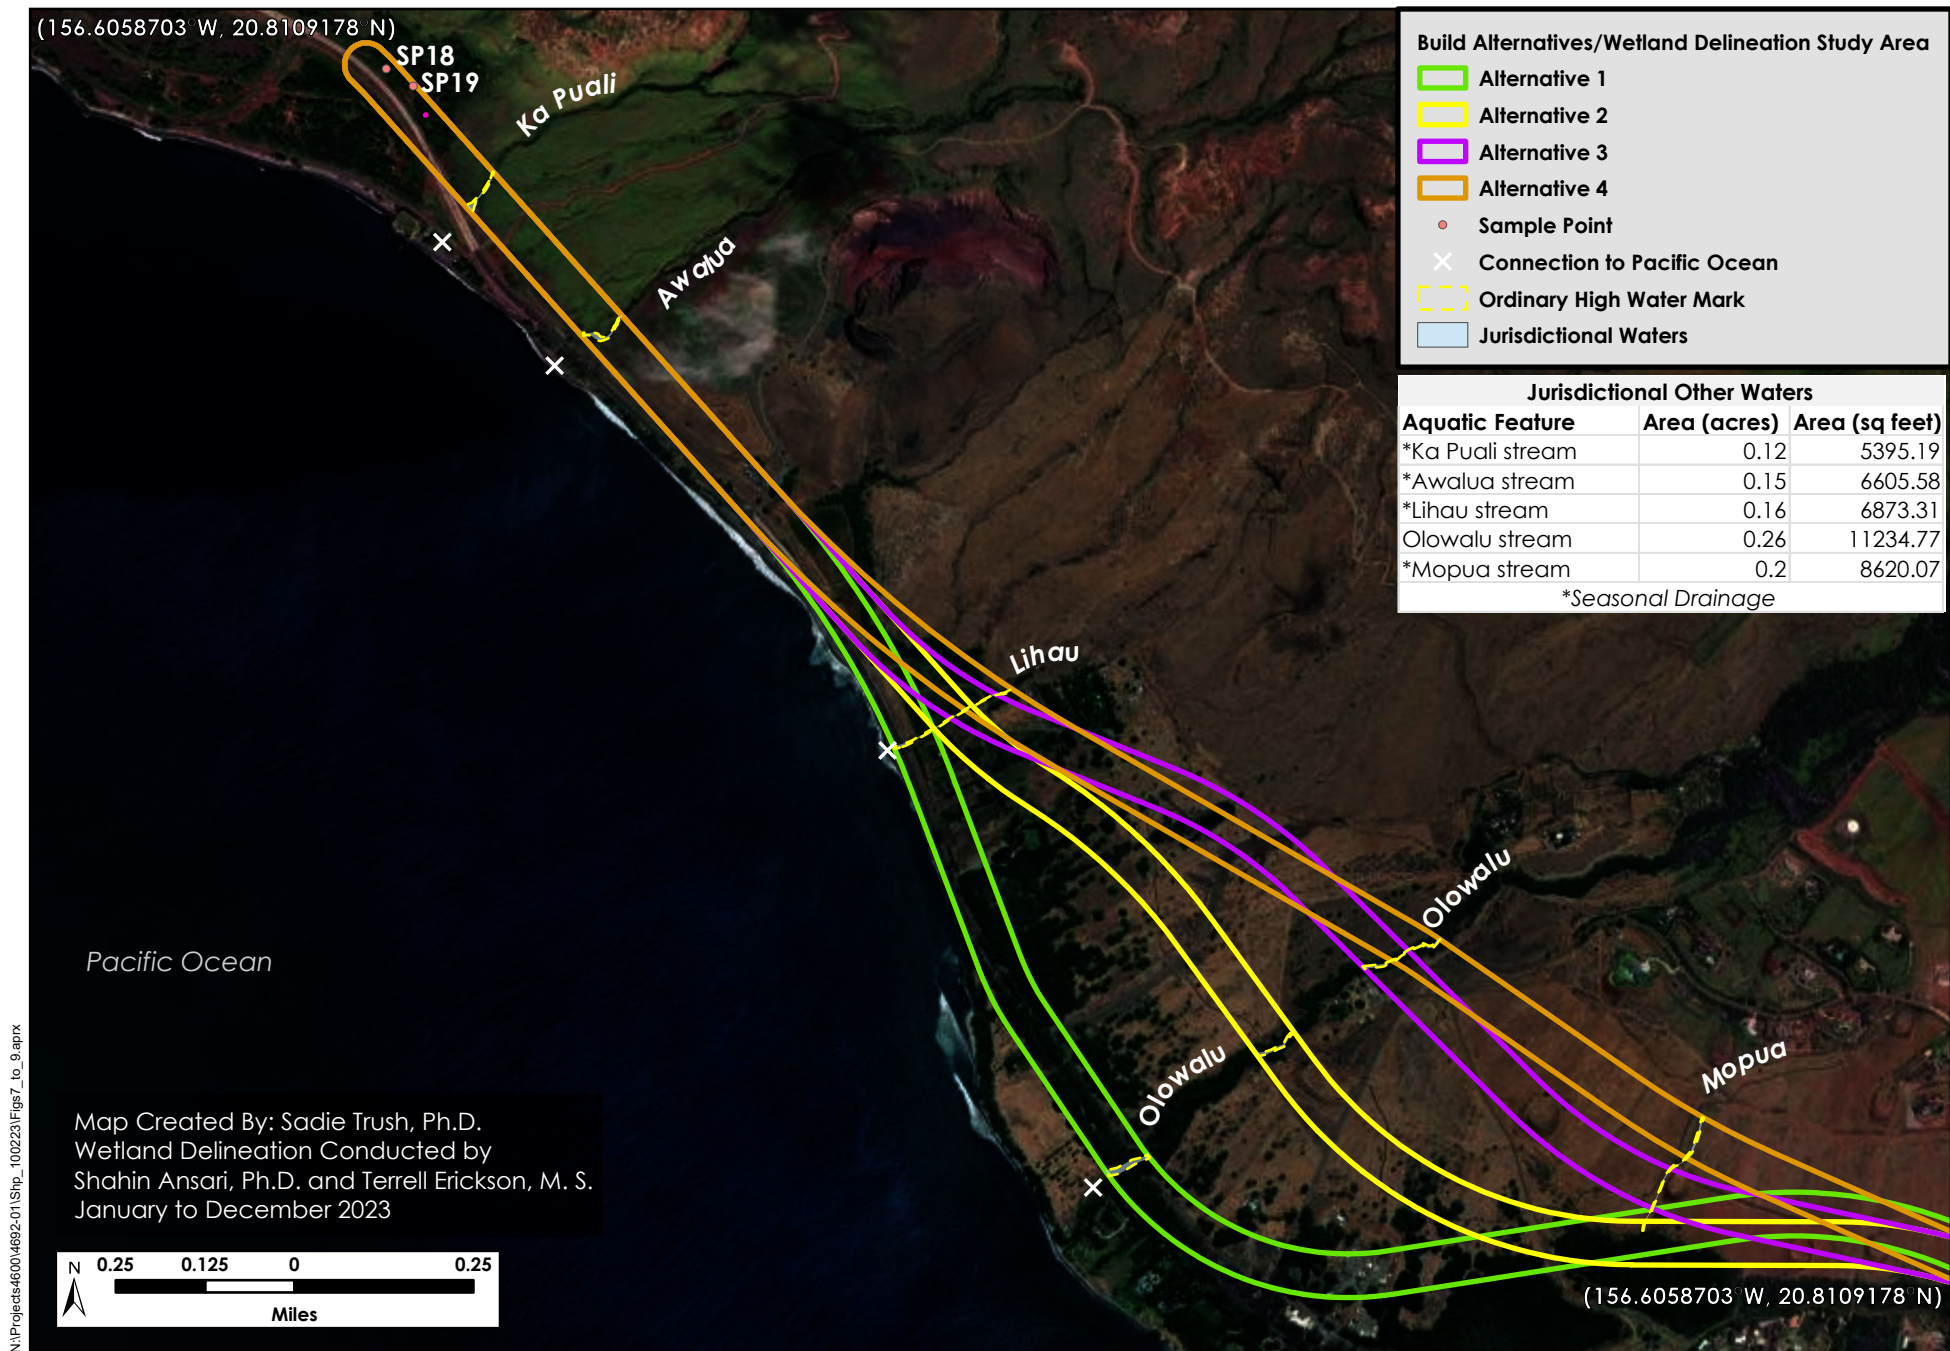 (156.6058703°W, 20.8109178°N)
SP18
SP19
Ka Puali
Awalua
Lihau
Olowalu
Olowalu
Mopua
Pacific Ocean
Build Alternatives/Wetland Delineation Study Area
Alternative 1
Alternative 2
Alternative 3
Alternative 4
Sample Point
Connection to Pacific Ocean
Ordinary High Water Mark
Jurisdictional Waters
Jurisdictional Other Waters
Aquatic Feature Area (acres) Area (sq feet)
*Ka Puali stream 0.12 5395.19
*Awalua stream 0.15 6605.58
*Lihau stream 0.16 6873.31
Olowalu stream 0.26 11234.77
*Mopua stream 0.2 8620.07
*Seasonal Drainage
Map Created By: Sadie Trush, Ph.D.
Wetland Delineation Conducted by
Shahin Ansari, Ph.D. and Terrell Erickson, M. S.
January to December 2023
N 0.25 0.125 0 0.25
Miles
(156.6058703°W, 20.8109178°N)
N:\Projects4600\4692-01\Shp_100223\Figs7_to_9.aprx